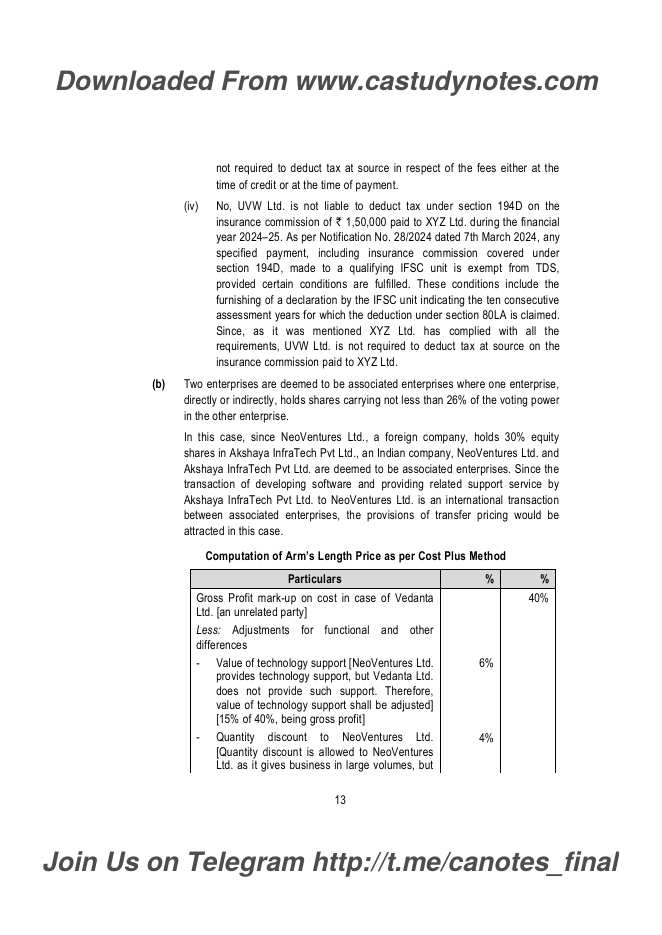 Downloaded From www.castudynotes.com
not required to deduct tax at source in respect of the fees either at the
time of credit or at the time of payment.
(iv) No, UVW Ltd. is not liable to deduct tax under section 194D on the
insurance commission of ₹ 1,50,000 paid to XYZ Ltd. during the financial
year 2024–25. As per Notification No. 28/2024 dated 7th March 2024, any
specified payment, including insurance commission covered under
section 194D, made to a qualifying IFSC unit is exempt from TDS,
provided certain conditions are fulfilled. These conditions include the
furnishing of a declaration by the IFSC unit indicating the ten consecutive
assessment years for which the deduction under section 80LA is claimed.
Since, as it was mentioned XYZ Ltd. has complied with all the
requirements, UVW Ltd. is not required to deduct tax at source on the
insurance commission paid to XYZ Ltd.
(b) Two enterprises are deemed to be associated enterprises where one enterprise,
directly or indirectly, holds shares carrying not less than 26% of the voting power
in the other enterprise.
In this case, since NeoVentures Ltd., a foreign company, holds 30% equity
shares in Akshaya InfraTech Pvt Ltd., an Indian company, NeoVentures Ltd. and
Akshaya InfraTech Pvt Ltd. are deemed to be associated enterprises. Since the
transaction of developing software and providing related support service by
Akshaya InfraTech Pvt Ltd. to NeoVentures Ltd. is an international transaction
between associated enterprises, the provisions of transfer pricing would be
attracted in this case.
Computation of Arm's Length Price as per Cost Plus Method
Particulars % %
Gross Profit mark-up on cost in case of Vedanta 40%
Ltd. [an unrelated party]
Less: Adjustments for functional and other
differences
- Value of technology support [NeoVentures Ltd. 6%
provides technology support, but Vedanta Ltd.
does not provide such support. Therefore,
value of technology support shall be adjusted]
[15% of 40%, being gross profit]
- Quantity discount to NeoVentures Ltd. 4%
[Quantity discount is allowed to NeoVentures
Ltd. as it gives business in large volumes, but
13
Join Us on Telegram http://t.me/canotes_final